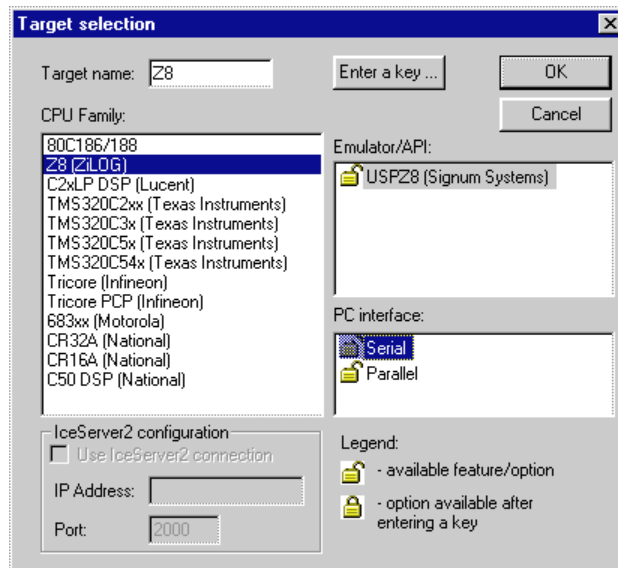 Target selection
Target name: Z8
Enter a key ...
OK
Cancel
CPU Family:
80C186/188
Z8 (ZiLOG)
C2xLP DSP (Lucent)
TMS320C2xx (Texas Instruments)
TMS320C3x (Texas Instruments)
TMS320C5x (Texas Instruments)
TMS320C54x (Texas Instruments)
Tricore (Infineon)
Tricore PCP (Infineon)
683xx (Motorola)
CR32A (National)
CR16A (National)
C50 DSP (National)
Emulator/API:
USPZ8 (Signum Systems)
PC interface:
Serial
Parallel
IceServer2 configuration
Use IceServer2 connection
IP Address:
Port: 2000
Legend:
- available feature/option
- option available after
entering a key